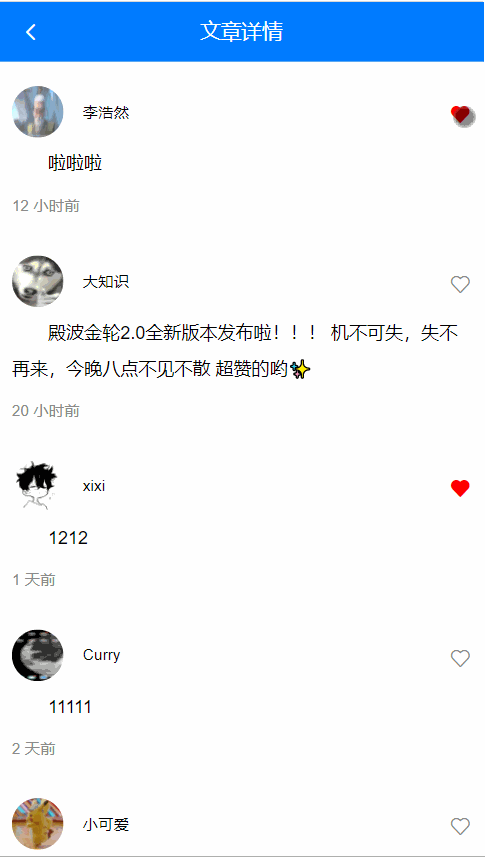 文章详情
李浩然
啦啦啦
12 小时前
大知识
殿波金轮2.0全新版本发布啦！！！ 机不可失，失不
再来，今晚八点不见不散 超赞的哟✨
20 小时前
xixi
1212
1 天前
Curry
11111
2 天前
小可爱